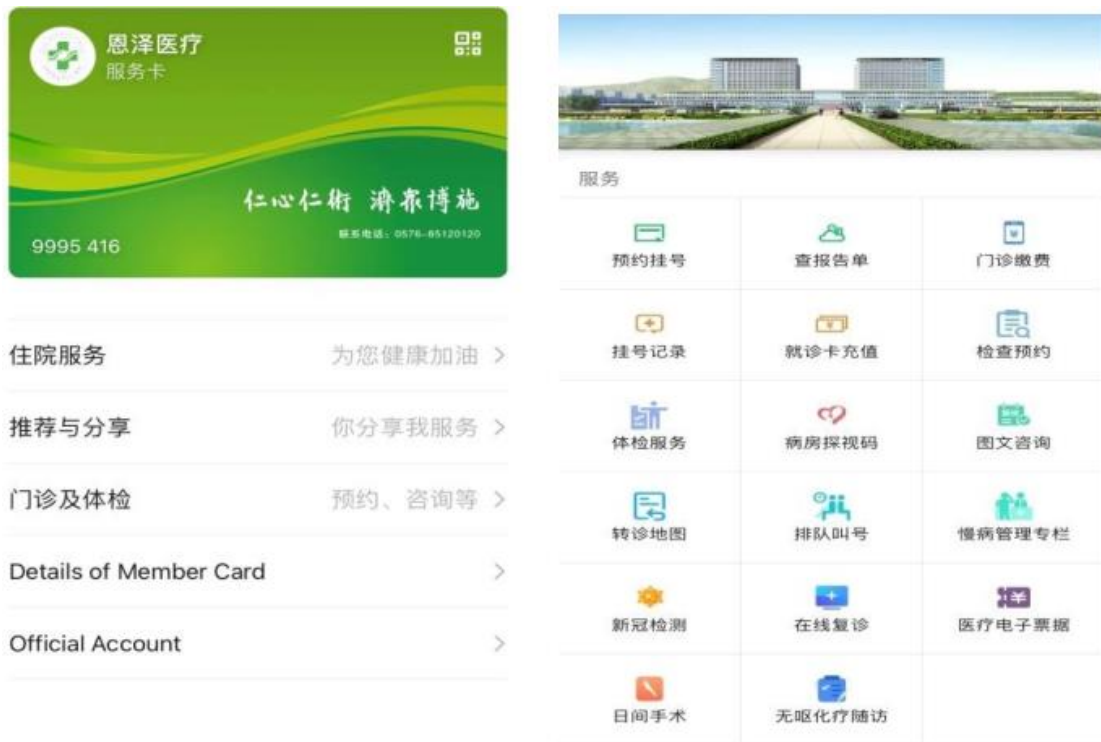 恩泽医疗
服务卡
仁心仁術 濟衆博施
联系电话：0576-85120120
9995 416
住院服务 为您健康加油
推荐与分享 你分享我服务
门诊及体检 预约、咨询等
Details of Member Card
Official Account
服务
预约挂号 查报告单 门诊缴费
挂号记录 就诊卡充值 检查预约
体检服务 病房探视码 图文咨询
转诊地图 排队叫号 慢病管理专栏
新冠检测 在线复诊 医疗电子票据
日间手术 无呕化疗随访